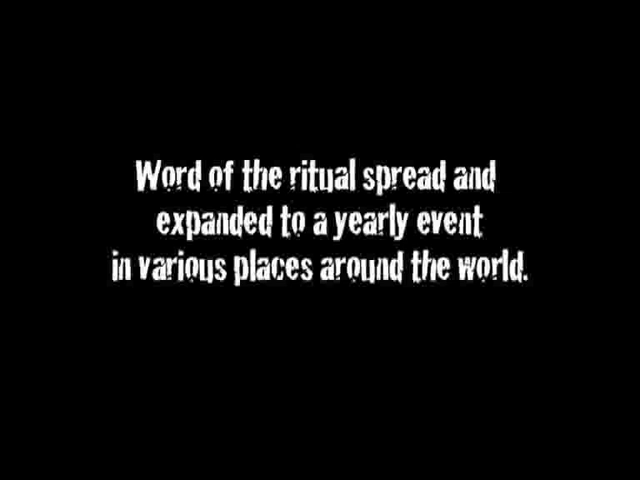 Word of the ritual spread and
expanded to a yearly event
in various places around the world.